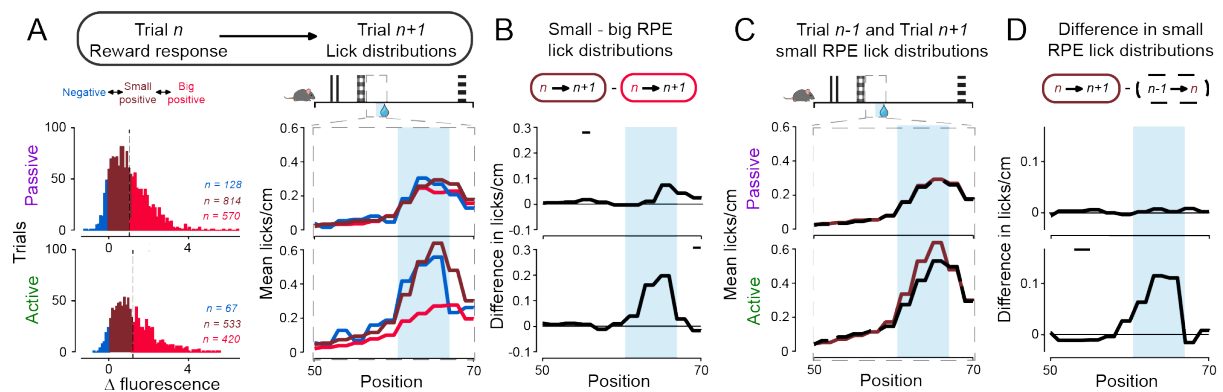 A
Trial n
Reward response
Trial n+1
Lick distributions
Negative
Small
positive
Big
positive
Passive
Active
Trials
100
50
0
n = 128
n = 814
n = 570
0
4
100
50
0
n = 67
n = 533
n = 420
0
4
Δ fluorescence
Mean licks/cm
0.6
0.4
0.2
0
0.6
0.4
0.2
0
50
70
Position
B
Small - big RPE
lick distributions
n n+1 - n n+1
Difference in licks/cm
0.3
0.2
0.1
0
-0.1
0.3
0.2
0.1
0
-0.1
50
70
Position
C
Trial n-1 and Trial n+1
small RPE lick distributions
Passive
Active
Mean licks/cm
0.6
0.4
0.2
0
0.6
0.4
0.2
0
50
70
Position
D
Difference in small
RPE lick distributions
n n+1 - n-1 n
Difference in licks/cm
0.1
0
0.1
0
50
70
Position